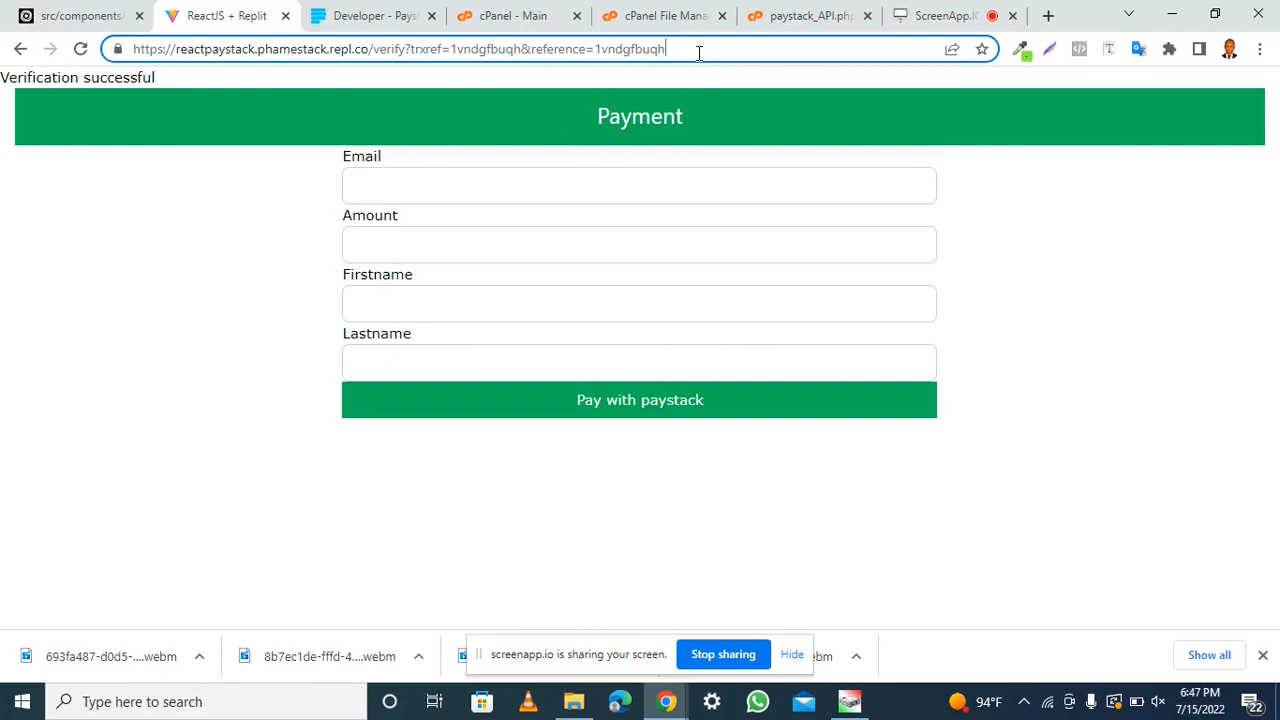 src/components/
ReactJS + Replit
Developer - Pays
cPanel - Main
cPanel File Mana
paystack_API.ph
ScreenApp.IO
https://reactpaystack.phamestack.repl.co/verify?trxref=1vndgfbuqh&reference=1vndgfbuqh
Verification successful
Payment
Email
Amount
Firstname
Lastname
Pay with paystack
693fa487-d0d5-....webm
8b7ec1de-fffd-4....webm
screenapp.io is sharing your screen.
Stop sharing
Hide
bm
Show all
Type here to search
94°F
6:47 PM
7/15/2022
22